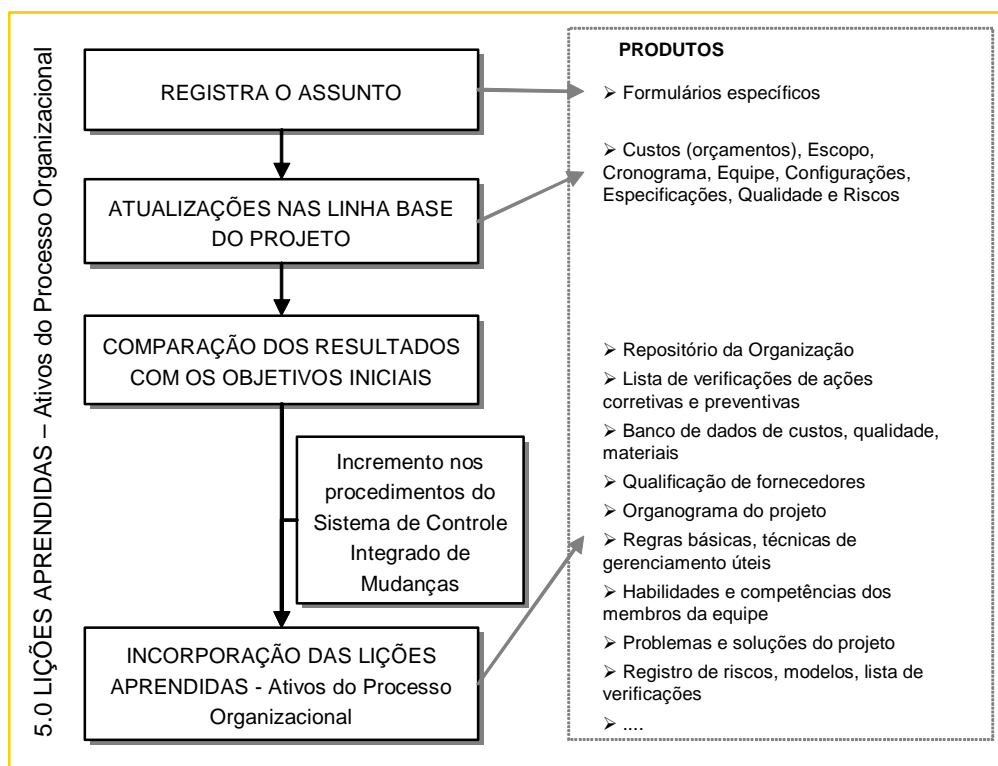 5.0 LIÇÕES APRENDIDAS – Ativos do Processo Organizacional
REGISTRA O ASSUNTO
ATUALIZAÇÕES NAS LINHA BASE
DO PROJETO
COMPARAÇÃO DOS RESULTADOS
COM OS OBJETIVOS INICIAIS
Incremento nos
procedimentos do
Sistema de Controle
Integrado de
Mudanças
INCORPORAÇÃO DAS LIÇÕES
APRENDIDAS - Ativos do Processo
Organizacional
PRODUTOS
➢ Formulários específicos
➢ Custos (orçamentos), Escopo,
Cronograma, Equipe, Configurações,
Especificações, Qualidade e Riscos
➢ Repositório da Organização
➢ Lista de verificações de ações
corretivas e preventivas
➢ Banco de dados de custos, qualidade,
materiais
➢ Qualificação de fornecedores
➢ Organograma do projeto
➢ Regras básicas, técnicas de
gerenciamento úteis
➢ Habilidades e competências dos
membros da equipe
➢ Problemas e soluções do projeto
➢ Registro de riscos, modelos, lista de
verificações
➢ ....